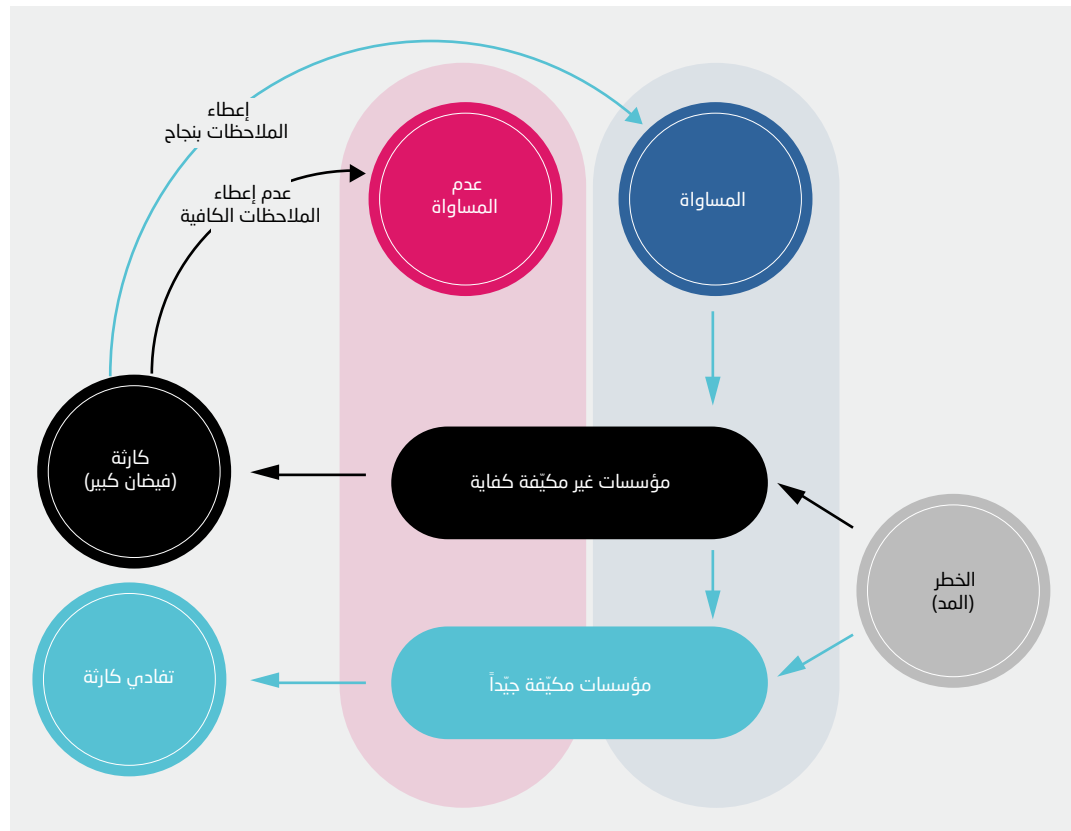 إعطاء
الملاحظات بنجاح
عدم إعطاء
الملاحظات الكافية
عدم
المساواة
المساواة
كارثة
(فيضان كبير)
مؤسسات غير مكيّفة كفاية
الخطر
(المد)
تفادي كارثة
مؤسسات مكيّفة جيّداً